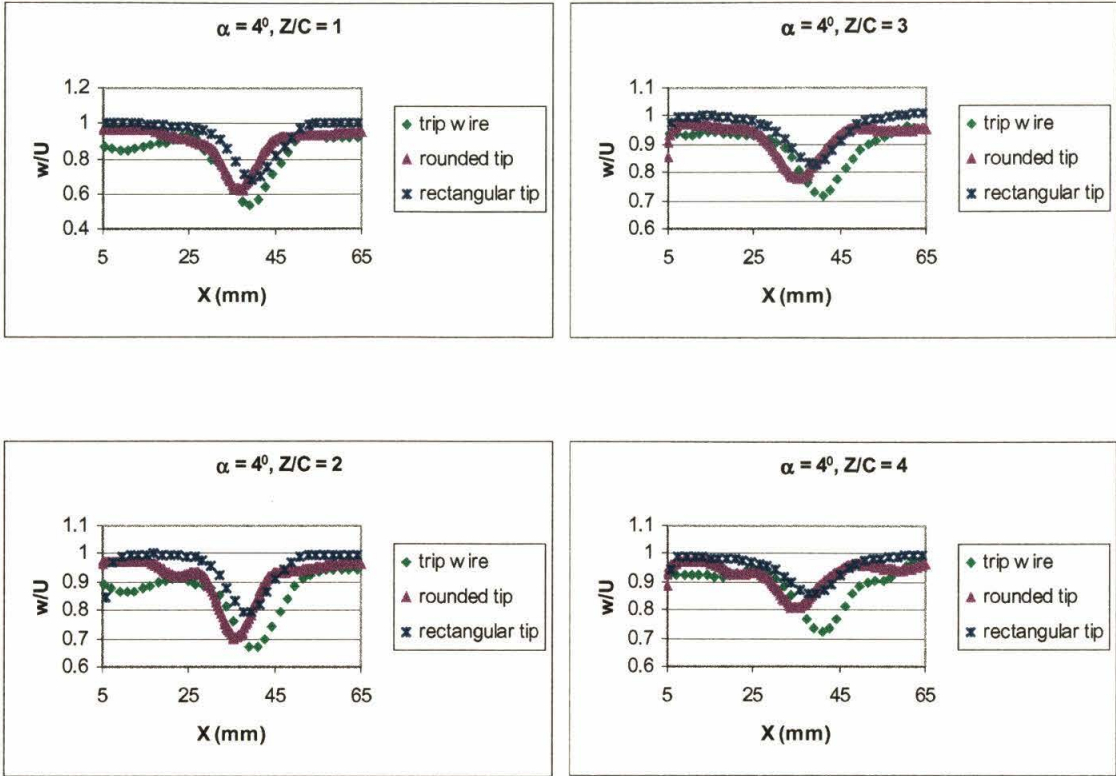 α = 4⁰, Z/C = 1
1.2
1
0.8
0.6
0.4
w/U
5
25
45
65
X (mm)
trip wire
rounded tip
rectangular tip
α = 4⁰, Z/C = 3
1.1
1
0.9
0.8
0.7
0.6
w/U
5
25
45
65
X (mm)
trip wire
rounded tip
rectangular tip
α = 4⁰, Z/C = 2
1.1
1
0.9
0.8
0.7
0.6
w/U
5
25
45
65
X (mm)
trip wire
rounded tip
rectangular tip
α = 4⁰, Z/C = 4
1.1
1
0.9
0.8
0.7
0.6
w/U
5
25
45
65
X (mm)
trip wire
rounded tip
rectangular tip